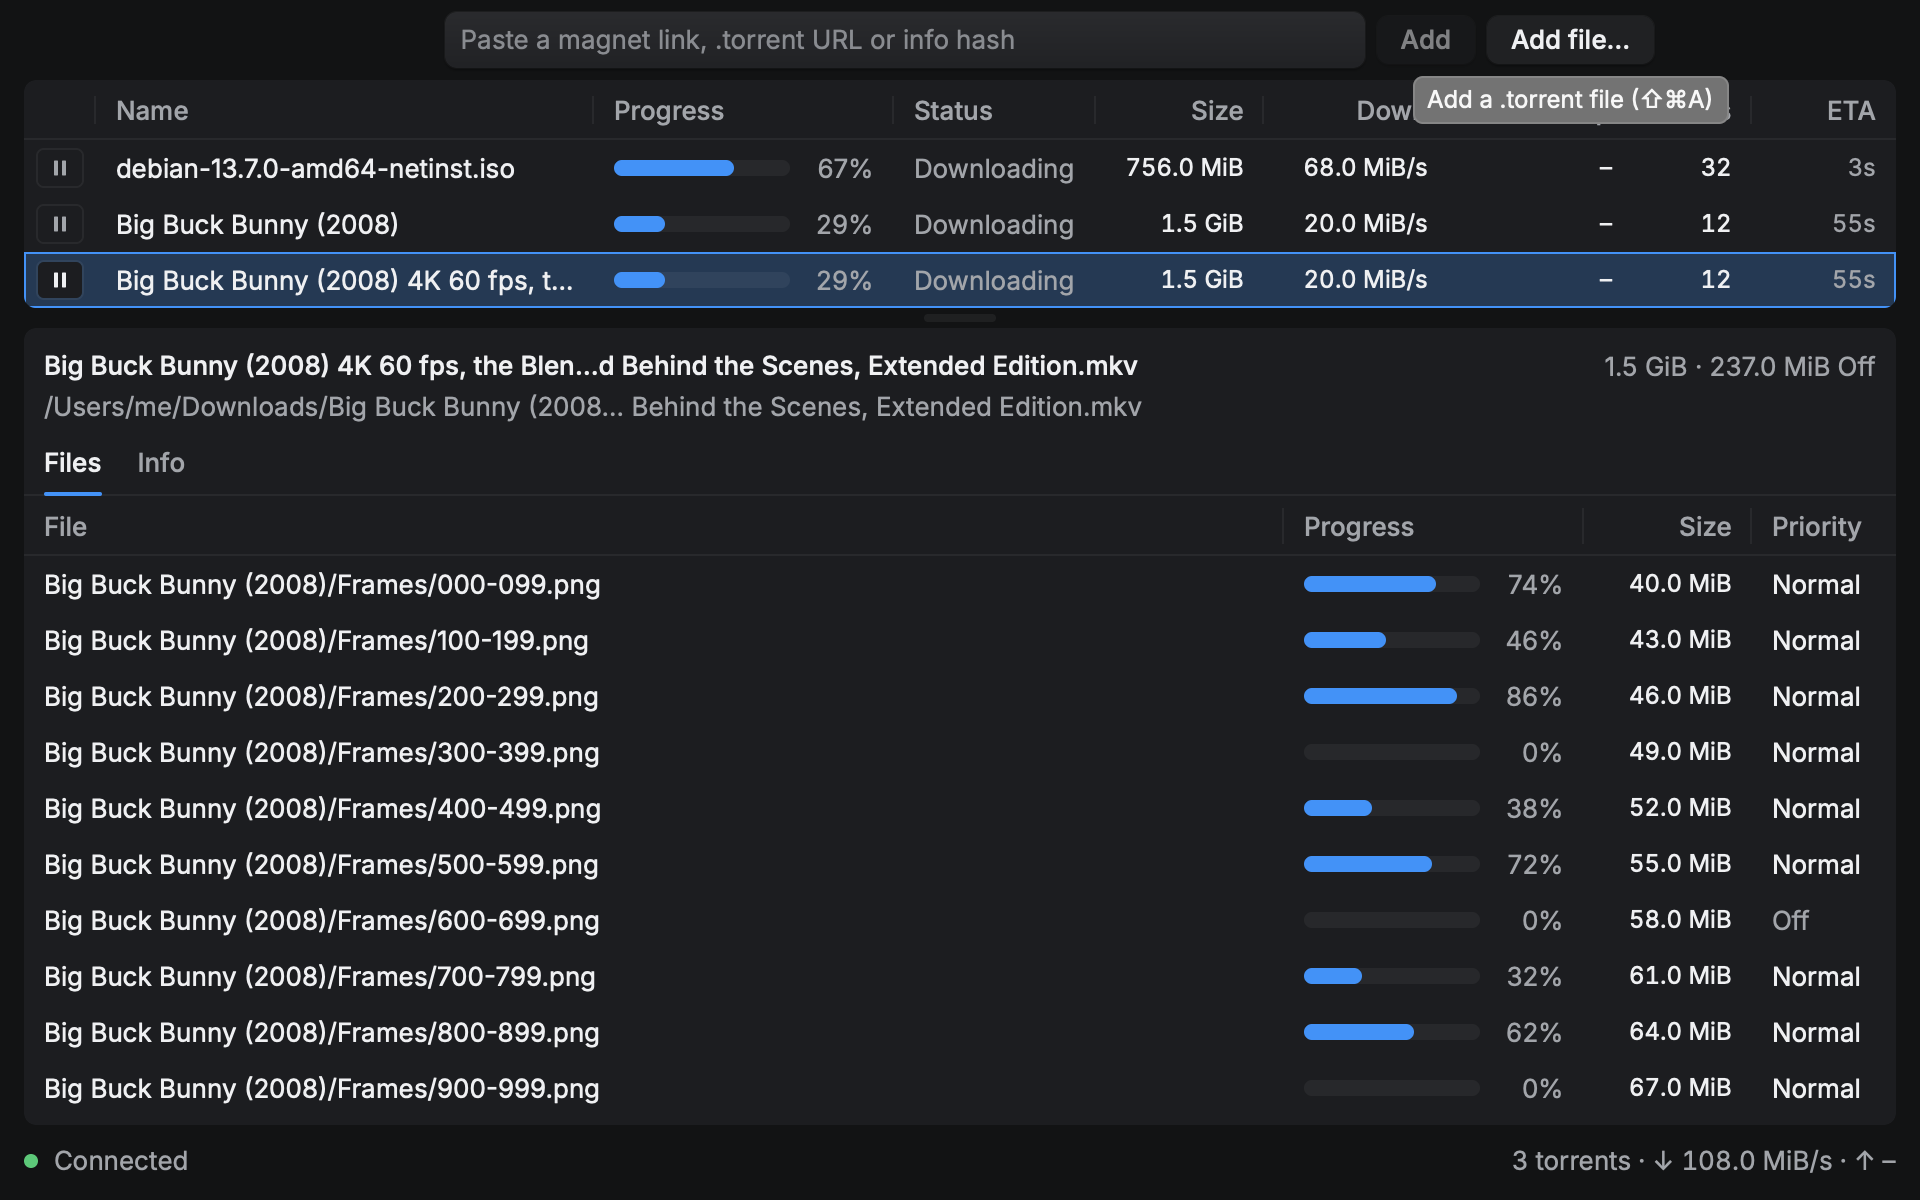 Paste a magnet link, .torrent URL or info hash Add Add file...
Add a .torrent file (⇧⌘A)
Name Progress Status Size ETA
debian-13.7.0-amd64-netinst.iso 67% Downloading 756.0 MiB 68.0 MiB/s – 32 3s
Big Buck Bunny (2008) 29% Downloading 1.5 GiB 20.0 MiB/s – 12 55s
Big Buck Bunny (2008) 4K 60 fps, t... 29% Downloading 1.5 GiB 20.0 MiB/s – 12 55s
Big Buck Bunny (2008) 4K 60 fps, the Blen...d Behind the Scenes, Extended Edition.mkv 1.5 GiB · 237.0 MiB Off
/Users/me/Downloads/Big Buck Bunny (2008... Behind the Scenes, Extended Edition.mkv
Files Info
File Progress Size Priority
Big Buck Bunny (2008)/Frames/000-099.png 74% 40.0 MiB Normal
Big Buck Bunny (2008)/Frames/100-199.png 46% 43.0 MiB Normal
Big Buck Bunny (2008)/Frames/200-299.png 86% 46.0 MiB Normal
Big Buck Bunny (2008)/Frames/300-399.png 0% 49.0 MiB Normal
Big Buck Bunny (2008)/Frames/400-499.png 38% 52.0 MiB Normal
Big Buck Bunny (2008)/Frames/500-599.png 72% 55.0 MiB Normal
Big Buck Bunny (2008)/Frames/600-699.png 0% 58.0 MiB Off
Big Buck Bunny (2008)/Frames/700-799.png 32% 61.0 MiB Normal
Big Buck Bunny (2008)/Frames/800-899.png 62% 64.0 MiB Normal
Big Buck Bunny (2008)/Frames/900-999.png 0% 67.0 MiB Normal
Connected 3 torrents · ↓ 108.0 MiB/s · ↑ –